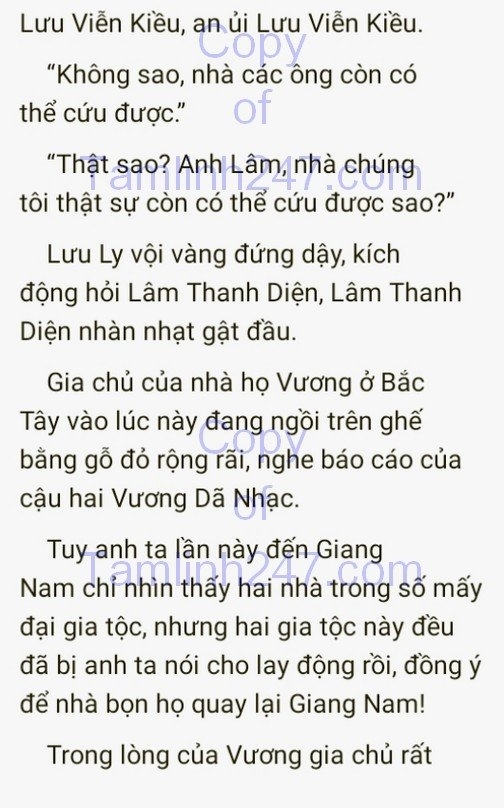 Lưu Viễn Kiều, an ủi Lưu Viễn Kiều.
“Không sao, nhà các ông còn có
thể cứu được.”
“Thật sao? Anh Lâm, nhà chúng
tôi thật sự còn có thể cứu được sao?”
Lưu Ly vội vàng đứng dậy, kích
động hỏi Lâm Thanh Diện, Lâm Thanh
Diện nhàn nhạt gật đầu.
Gia chủ của nhà họ Vương ở Bắc
Tây vào lúc này đang ngồi trên ghế
bằng gỗ đỏ rộng rãi, nghe báo cáo của
cậu hai Vương Dã Nhạc.
Tuy anh ta lần này đến Giang
Nam chỉ nhìn thấy hai nhà trong số mấy
đại gia tộc, nhưng hai gia tộc này đều
đã bị anh ta nói cho lay động rồi, đồng ý
để nhà bọn họ quay lại Giang Nam!
Trong lòng của Vương gia chủ rất
Copy
of
Tamlinh247.com
Copy
of
Tamlinh247.com